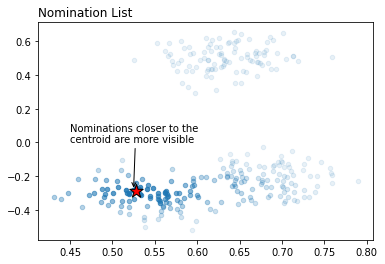 Nomination List
0.6
0.4
0.2
0.0
−0.2
−0.4
Nominations closer to the
centroid are more visible
0.45 0.50 0.55 0.60 0.65 0.70 0.75 0.80